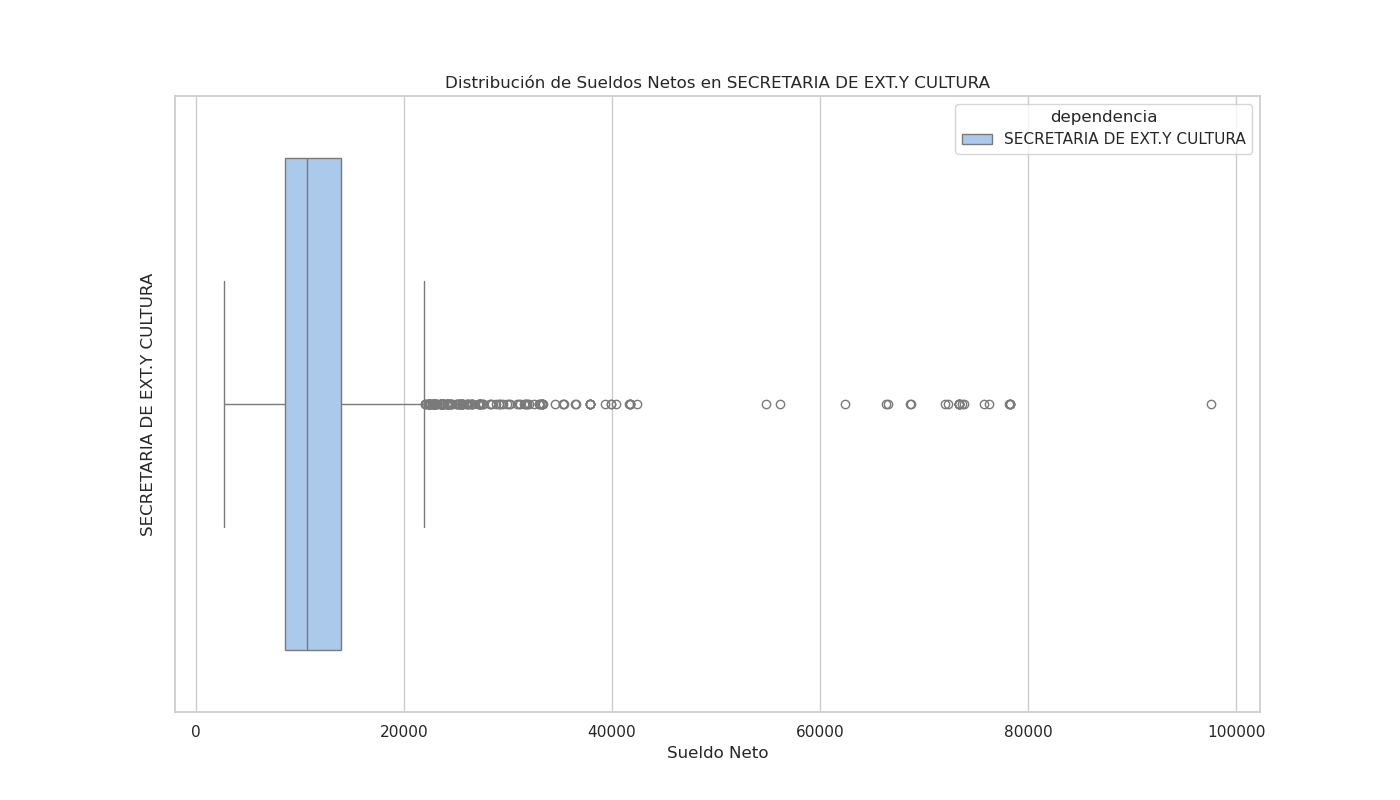 Distribución de Sueldos Netos en SECRETARIA DE EXT.Y CULTURA
dependencia
SECRETARIA DE EXT.Y CULTURA
SECRETARIA DE EXT.Y CULTURA
0 20000 40000 60000 80000 100000
Sueldo Neto